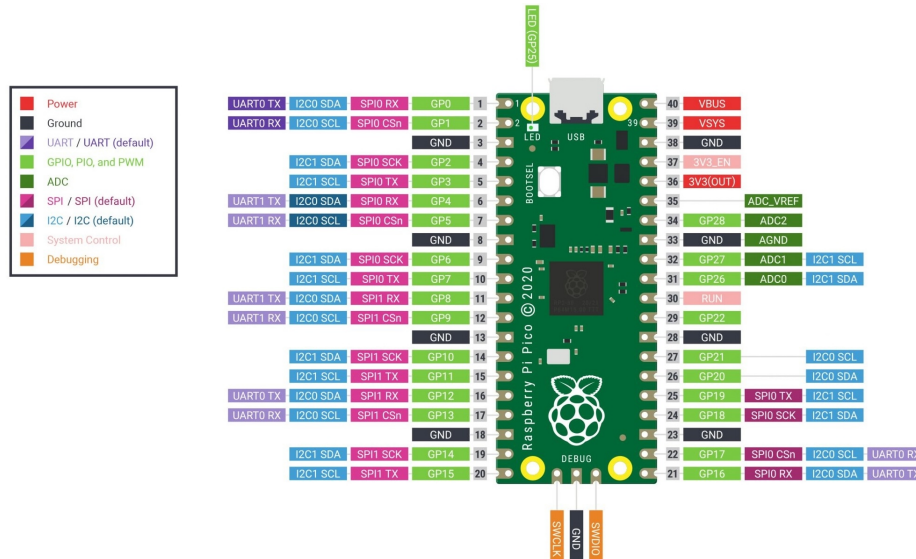 LED (GP25)
Power
Ground
UART / UART (default)
GPIO, PIO, and PWM
ADC
SPI / SPI (default)
I2C / I2C (default)
System Control
Debugging
UART0 TX I2C0 SDA SPI0 RX GP0 1
UART0 RX I2C0 SCL SPI0 CSn GP1 2
GND 3
I2C1 SDA SPI0 SCK GP2 4
I2C1 SCL SPI0 TX GP3 5
UART1 TX I2C0 SDA SPI0 RX GP4 6
UART1 RX I2C0 SCL SPI0 CSn GP5 7
GND 8
I2C1 SDA SPI0 SCK GP6 9
I2C1 SCL SPI0 TX GP7 10
UART1 TX I2C0 SDA SPI1 RX GP8 11
UART1 RX I2C0 SCL SPI1 CSn GP9 12
GND 13
I2C1 SDA SPI1 SCK GP10 14
I2C1 SCL SPI1 TX GP11 15
UART0 TX I2C0 SDA SPI1 RX GP12 16
UART0 RX I2C0 SCL SPI1 CSn GP13 17
GND 18
I2C1 SDA SPI1 SCK GP14 19
I2C1 SCL SPI1 TX GP15 20
1
2
39
LED
USB
BOOTSEL
Raspberry Pi Pico © 2020
DEBUG
40 VBUS
39 VSYS
38 GND
37 3V3_EN
36 3V3(OUT)
35 ADC_VREF
34 GP28 ADC2
33 GND AGND
32 GP27 ADC1 I2C1 SCL
31 GP26 ADC0 I2C1 SDA
30 RUN
29 GP22
28 GND
27 GP21 I2C0 SCL
26 GP20 I2C0 SDA
25 GP19 SPI0 TX I2C1 SCL
24 GP18 SPI0 SCK I2C1 SDA
23 GND
22 GP17 SPI0 CSn I2C0 SCL UART0 RX
21 GP16 SPI0 RX I2C0 SDA UART0 TX
SWCLK
GND
SWDIO